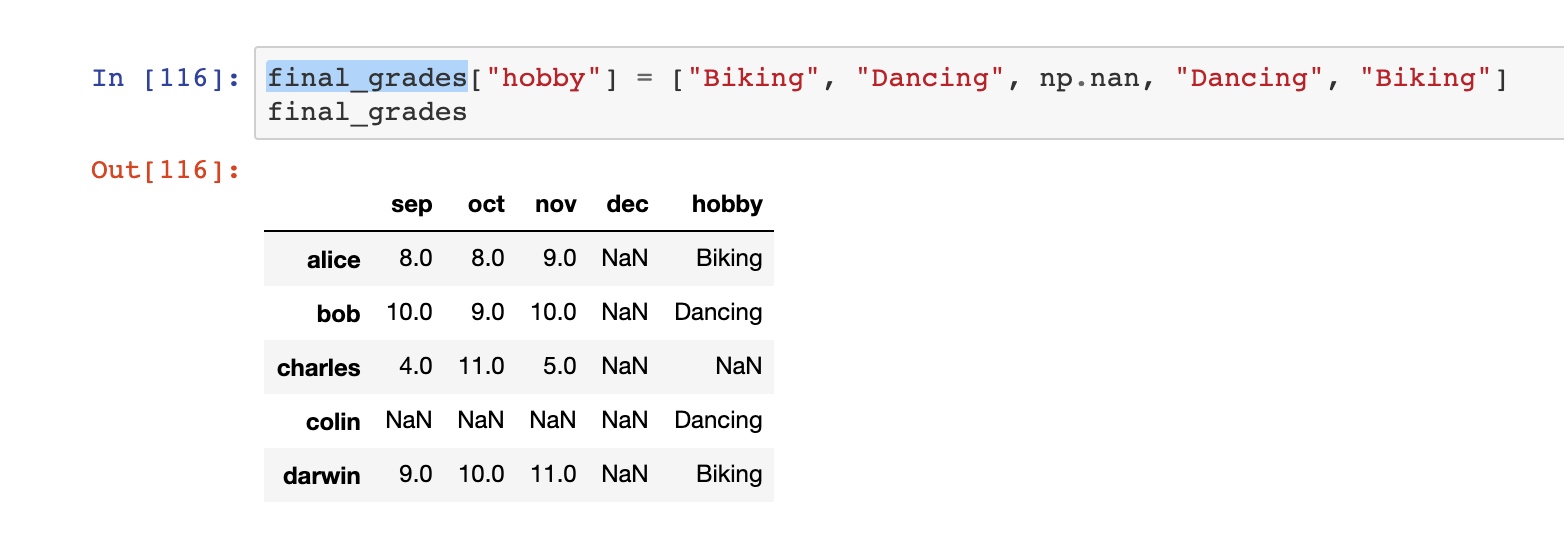 In [116]: final_grades["hobby"] = ["Biking", "Dancing", np.nan, "Dancing", "Biking"]
final_grades
Out[116]:
sep oct nov dec hobby
alice 8.0 8.0 9.0 NaN Biking
bob 10.0 9.0 10.0 NaN Dancing
charles 4.0 11.0 5.0 NaN NaN
colin NaN NaN NaN NaN Dancing
darwin 9.0 10.0 11.0 NaN Biking